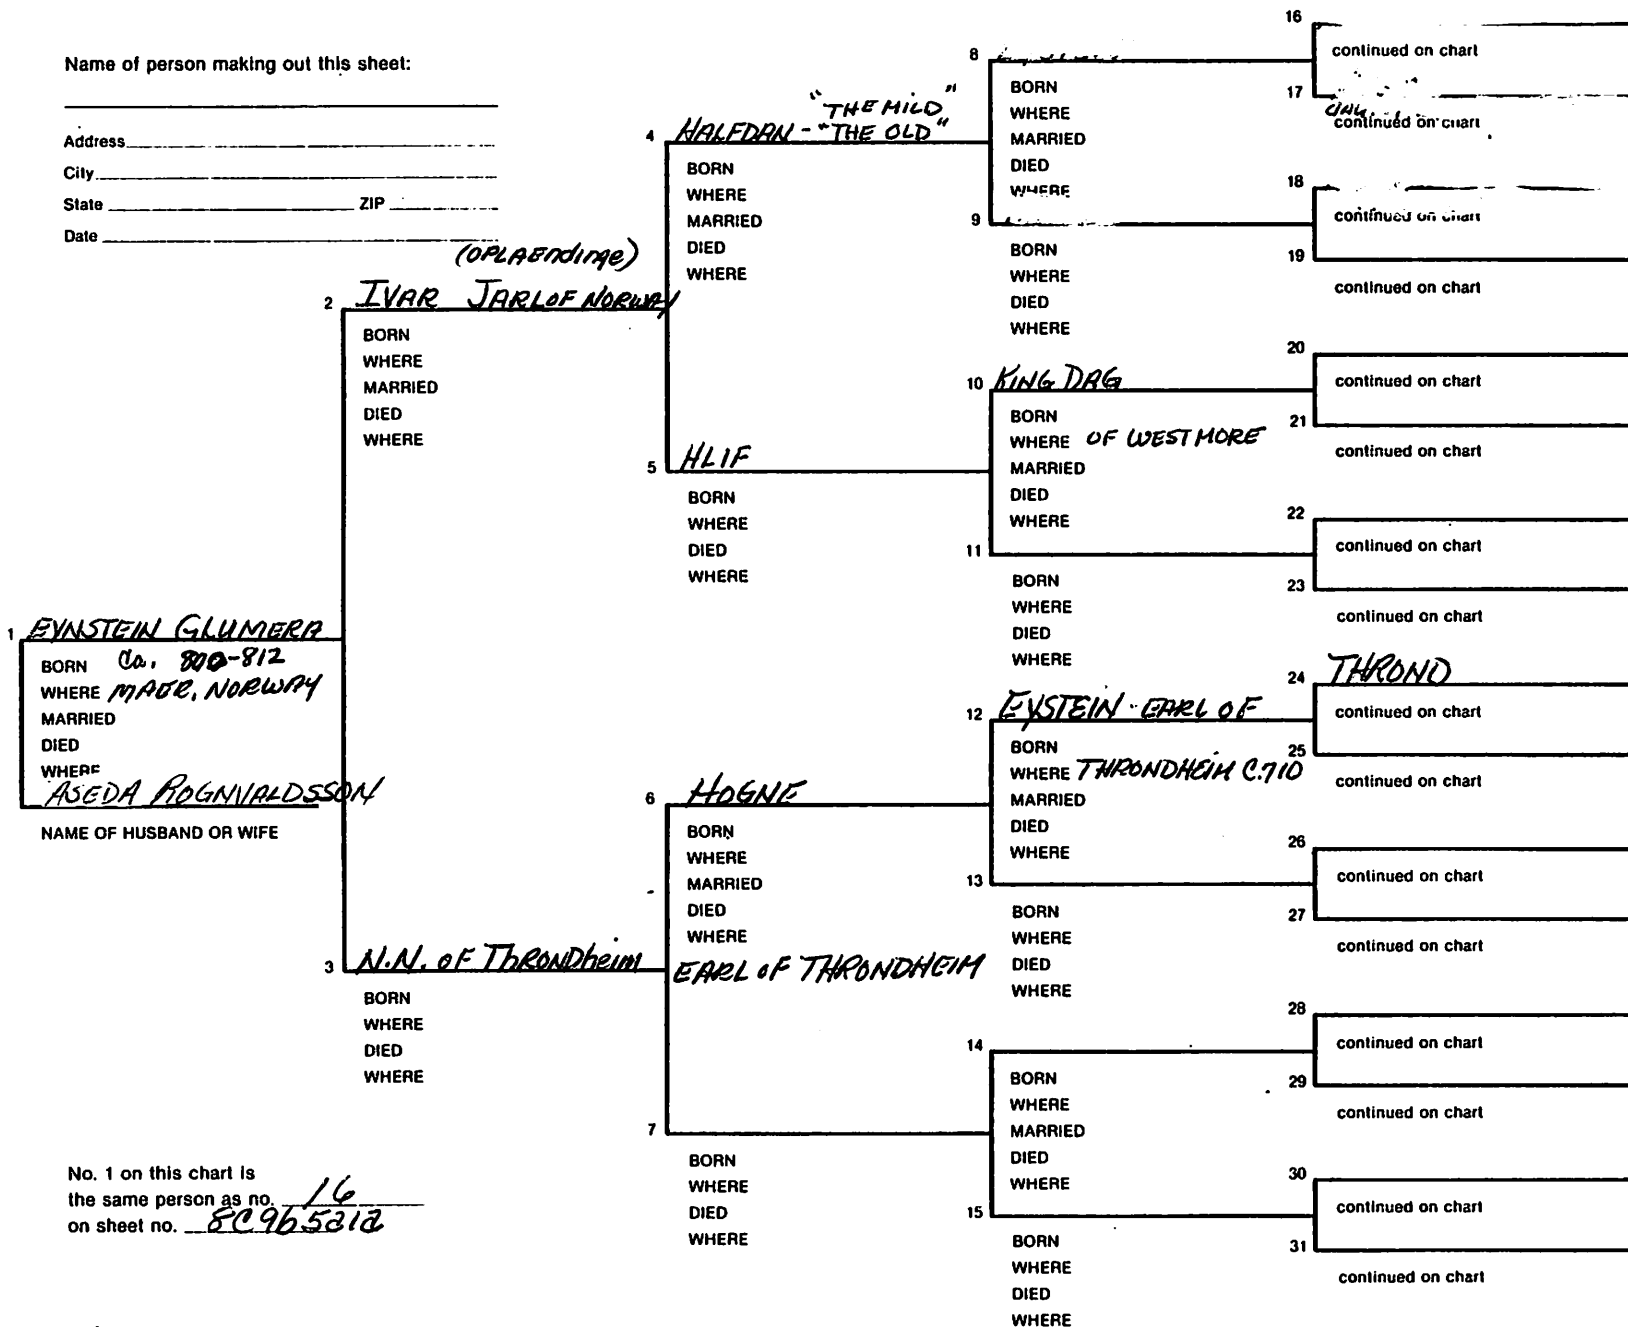 Name of person making out this sheet:
Address
City
State ZIP
Date
1 EYNSTEIN GLUMERA
BORN Ca. 800-812
WHERE MAER, NORWAY
MARRIED
DIED
WHERE
ASEDA ROGNVALDSSON
NAME OF HUSBAND OR WIFE
No. 1 on this chart is
the same person as no. 16
on sheet no. 8C9b5a1a
(OPLAENDINGE)
2 IVAR JARL OF NORWAY
BORN
WHERE
MARRIED
DIED
WHERE
3 N.N. OF THRONDheim
BORN
WHERE
DIED
WHERE
"THE MILD"
4 HALFDAN - "THE OLD"
BORN
WHERE
MARRIED
DIED
WHERE
5 HLIF
BORN
WHERE
DIED
WHERE
6 HOGNE
BORN
WHERE
MARRIED
DIED
WHERE
EARL OF THRONDHEIM
7
BORN
WHERE
DIED
WHERE
8
BORN
WHERE
MARRIED
DIED
WHERE
9
BORN
WHERE
DIED
WHERE
10 KING DAG
BORN
WHERE OF WESTMORE
MARRIED
DIED
WHERE
11
BORN
WHERE
DIED
WHERE
12 EYSTEIN - EARL OF
BORN
WHERE THRONDHEIM C.710
MARRIED
DIED
WHERE
13
BORN
WHERE
DIED
WHERE
14
BORN
WHERE
MARRIED
DIED
WHERE
15
BORN
WHERE
DIED
WHERE
16
continued on chart
17
continued on chart
18
continued on chart
19
continued on chart
20
continued on chart
21
continued on chart
22
continued on chart
23
continued on chart
24 THROND
continued on chart
25
continued on chart
26
continued on chart
27
continued on chart
28
continued on chart
29
continued on chart
30
continued on chart
31
continued on chart